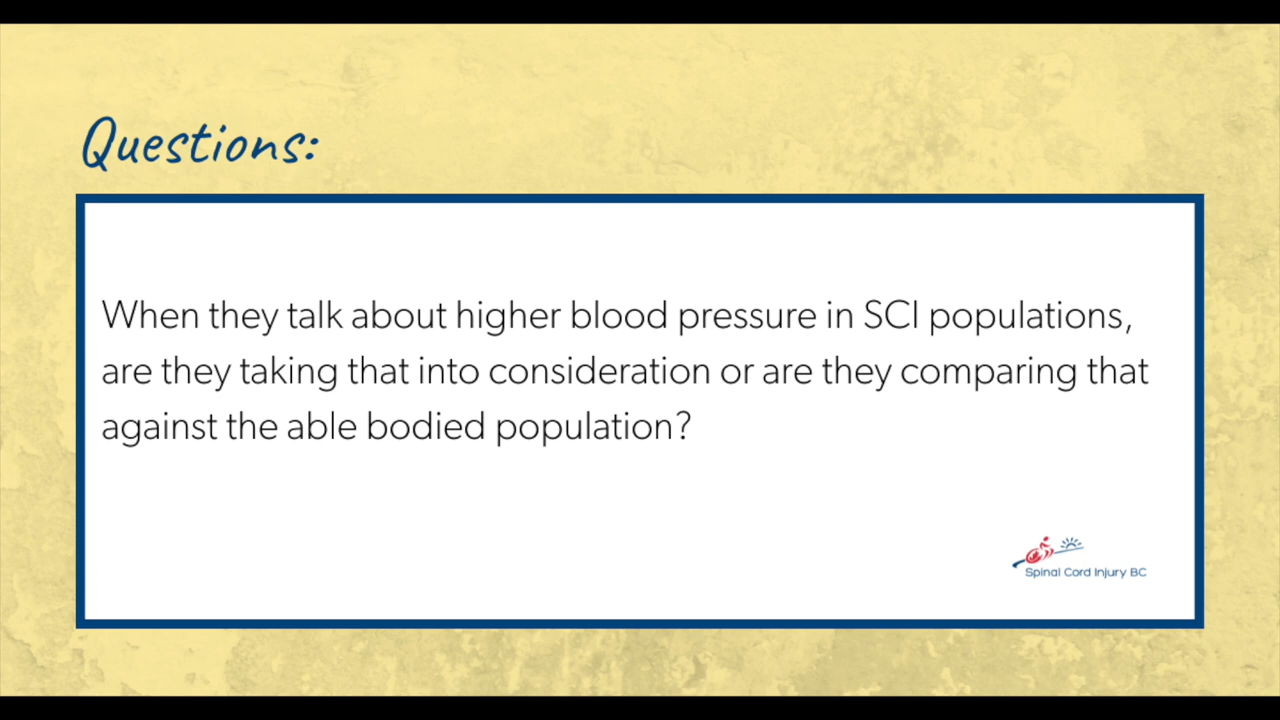 Questions:
When they talk about higher blood pressure in SCI populations,
are they taking that into consideration or are they comparing that
against the able bodied population?
Spinal Cord Injury BC